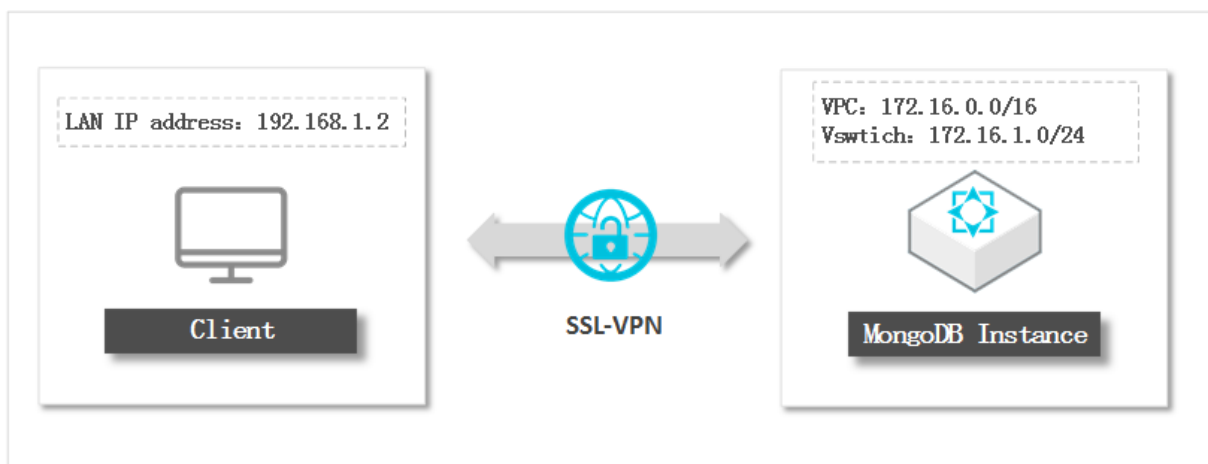 LAN IP address: 192.168.1.2
VPC: 172.16.0.0/16
Vswtich: 172.16.1.0/24
SSL-VPN
Client
MongoDB Instance